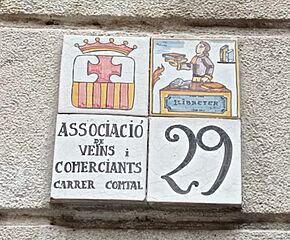 LLIBRETER
ASSOCIACIÓ
DE
VEÏNS i
COMERCIANTS
CARRER COMTAL
29